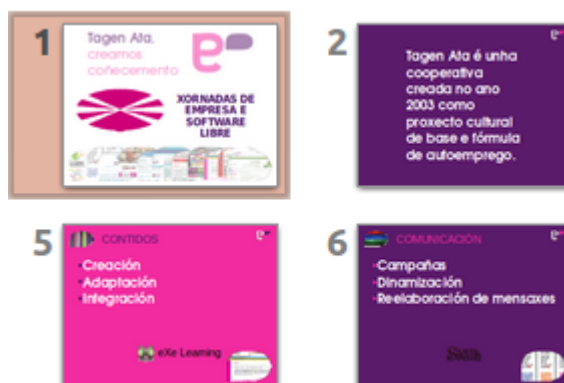 1
Tagen Ata.
creamos
coñecemento
XORNADAS DE
EMPRESA E
SOFTWARE
LIBRE
2
Tagen Ata é unha
cooperativa
creada no ano
2003 como
proxecto cultural
de base e fórmula
de autoemprego.
5
CONTIDOS
Creación
Adaptación
Integración
eXe Learning
6
COMUNICACIÓN
Campañas
Dinamización
Reelaboración de mensaxes